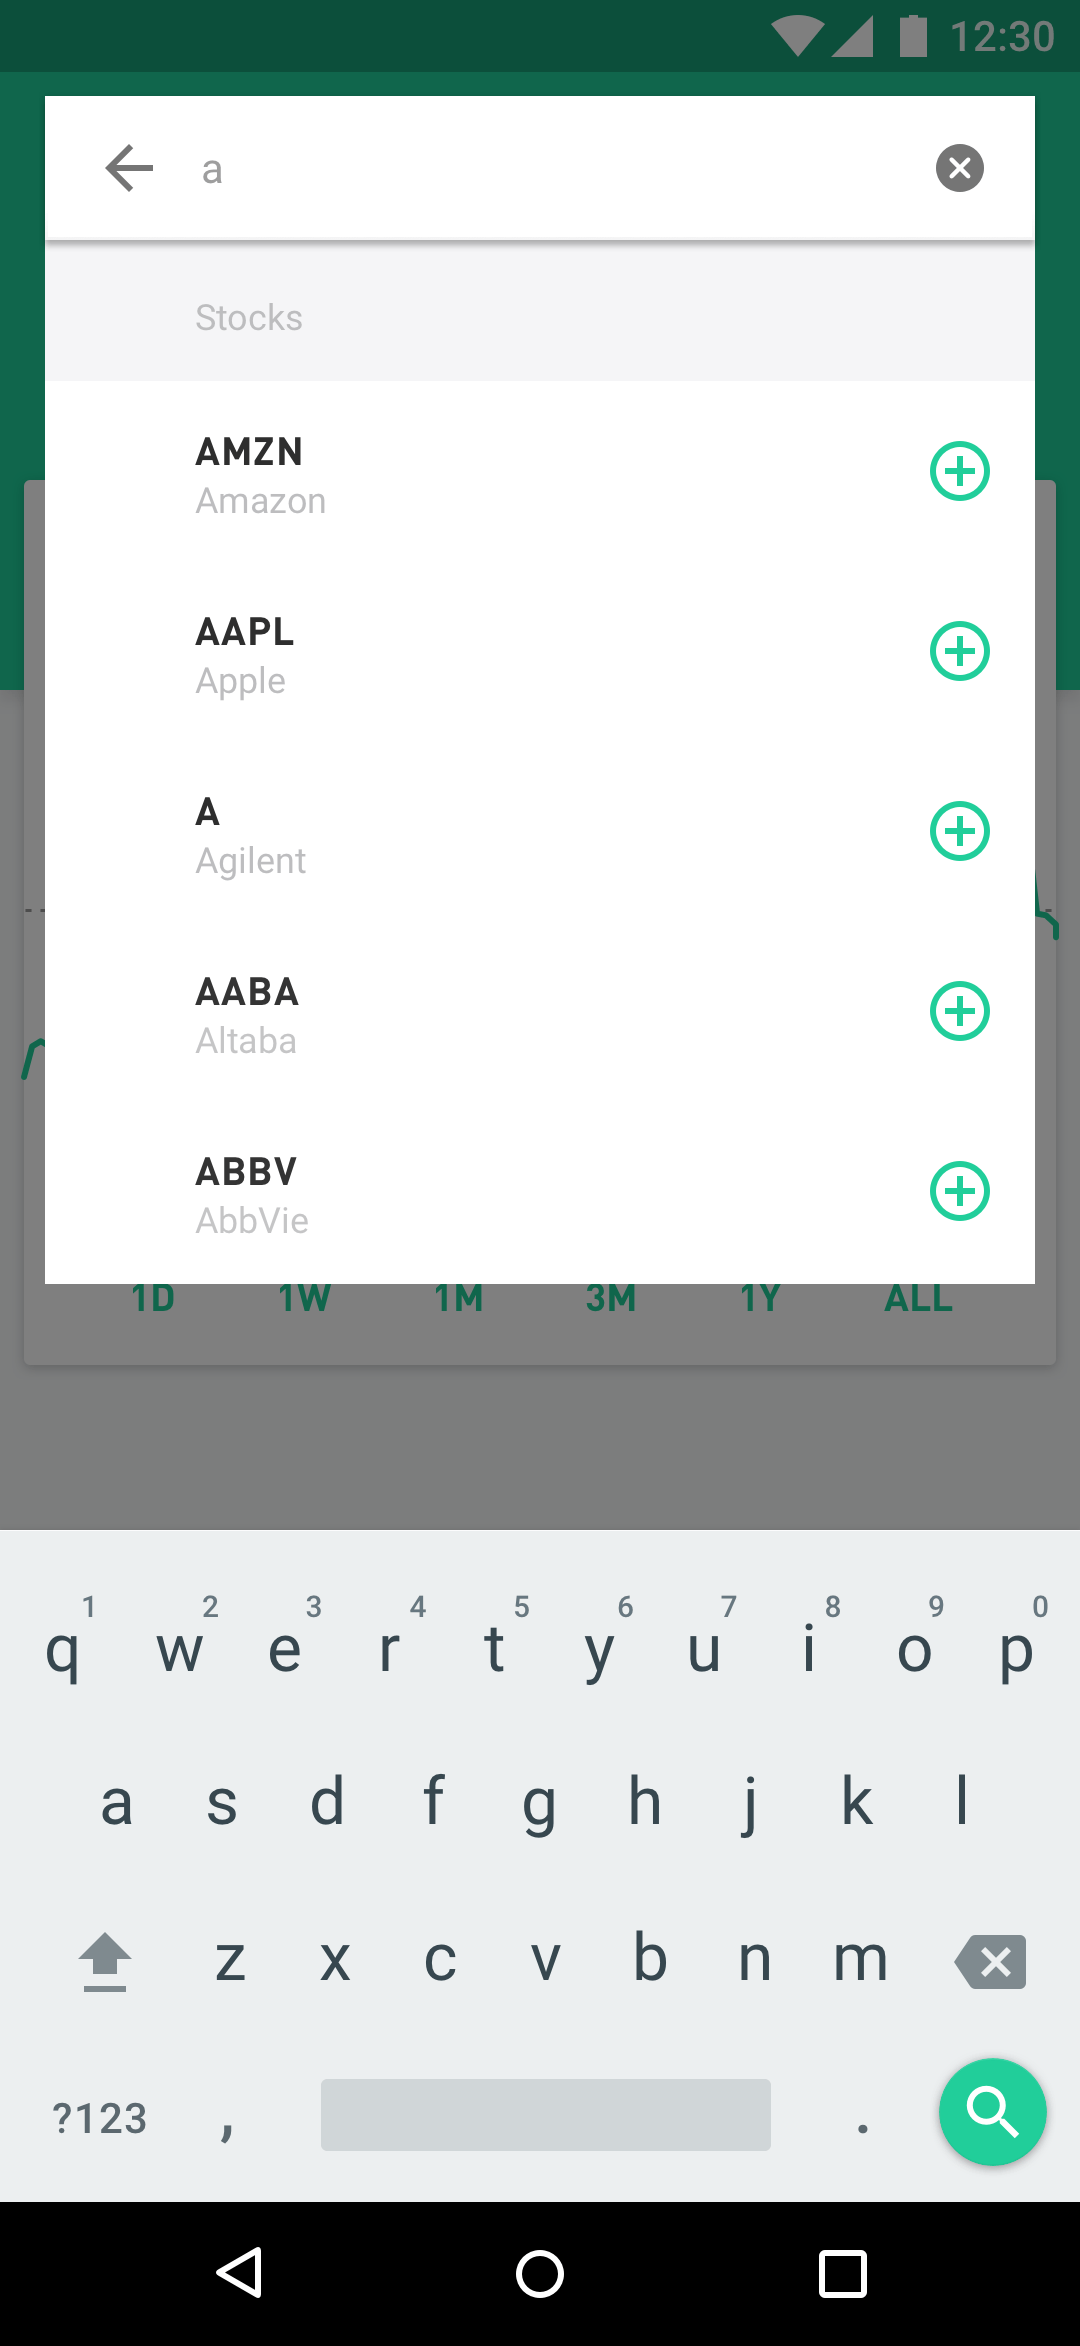 12:30
a
Stocks
AMZN
Amazon
AAPL
Apple
A
Agilent
AABA
Altaba
ABBV
AbbVie
1D 1W 1M 3M 1Y ALL
1 2 3 4 5 6 7 8 9 0
q w e r t y u i o p
a s d f g h j k l
z x c v b n m
?123 , .